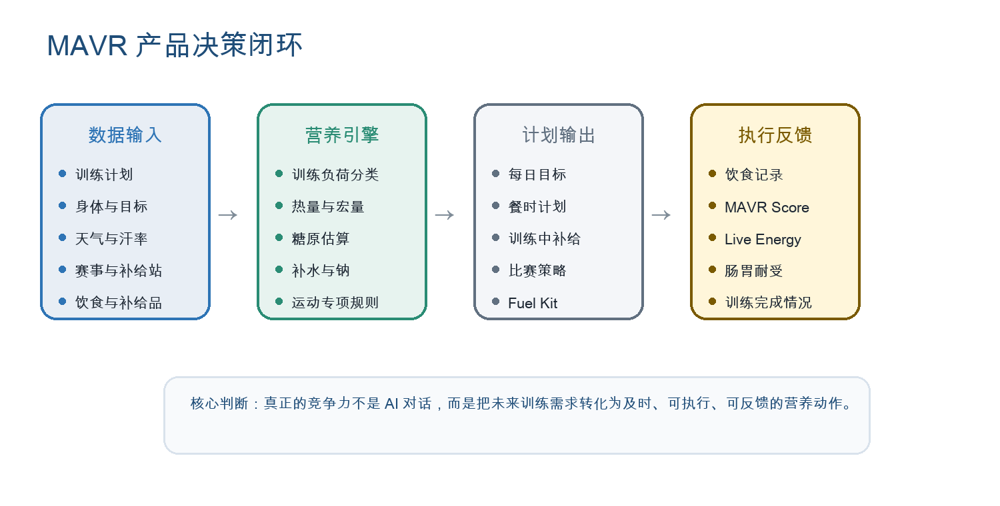 MAVR 产品决策闭环
数据输入
训练计划
身体与目标
天气与汗率
赛事与补给站
饮食与补给品
→
营养引擎
训练负荷分类
热量与宏量
糖原估算
补水与钠
运动专项规则
→
计划输出
每日目标
餐时计划
训练中补给
比赛策略
Fuel Kit
→
执行反馈
饮食记录
MAVR Score
Live Energy
肠胃耐受
训练完成情况
核心判断：真正的竞争力不是 AI 对话，而是把未来训练需求转化为及时、可执行、可反馈的营养动作。